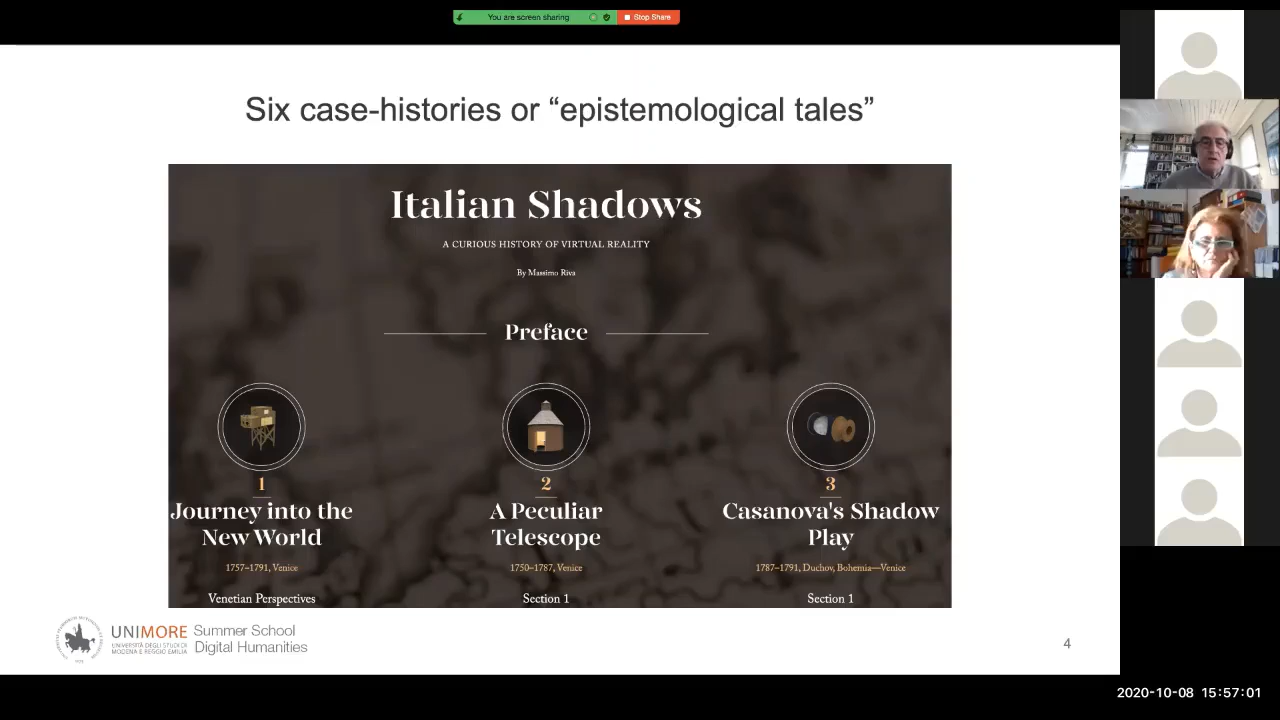 You are screen sharing
Stop Share
Six case-histories or “epistemological tales”
Italian Shadows
A CURIOUS HISTORY OF VIRTUAL REALITY
By Massimo Riva
Preface
1
Journey into the
New World
1757–1791, Venice
Venetian Perspectives
2
A Peculiar
Telescope
1750–1787, Venice
Section 1
3
Casanova's Shadow
Play
1787–1791, Duchov, Bohemia—Venice
Section 1
UNIMORE
UNIVERSITÀ DEGLI STUDI DI
MODENA E REGGIO EMILIA
Summer School
Digital Humanities
4
2020-10-08 15:57:01